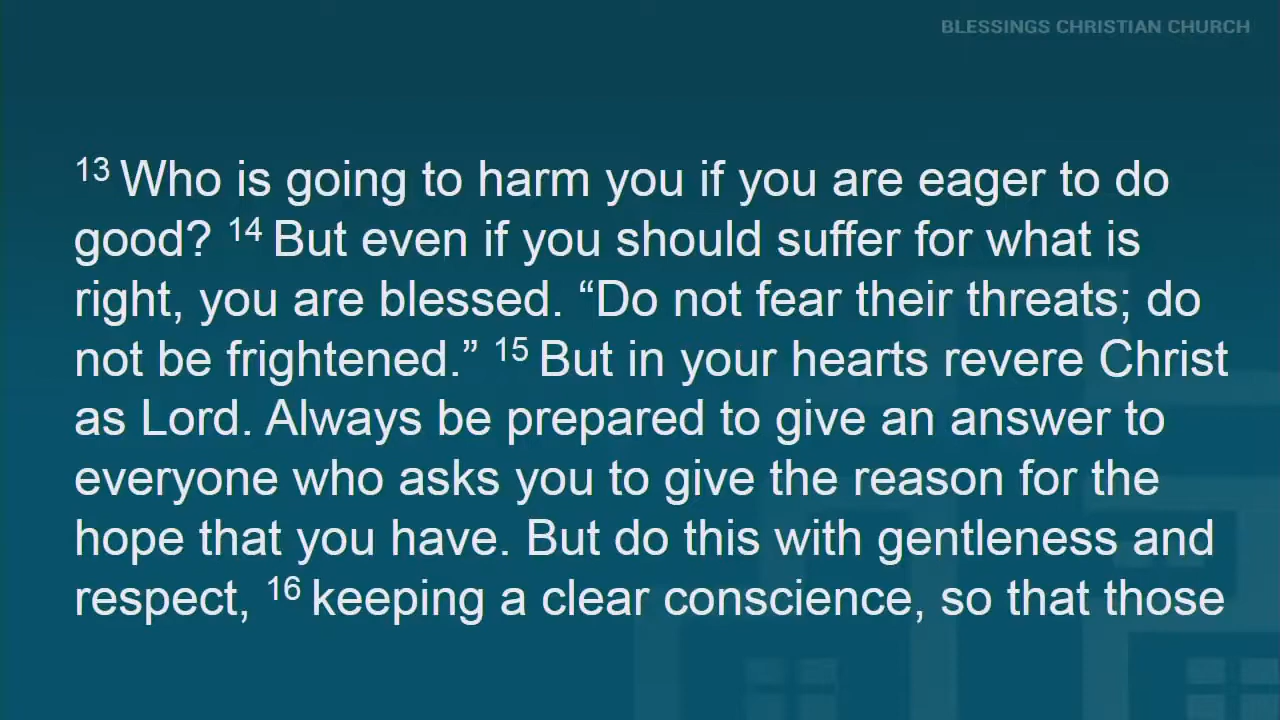 BLESSINGS CHRISTIAN CHURCH
13 Who is going to harm you if you are eager to do
good? 14 But even if you should suffer for what is
right, you are blessed. “Do not fear their threats; do
not be frightened.” 15 But in your hearts revere Christ
as Lord. Always be prepared to give an answer to
everyone who asks you to give the reason for the
hope that you have. But do this with gentleness and
respect, 16 keeping a clear conscience, so that those